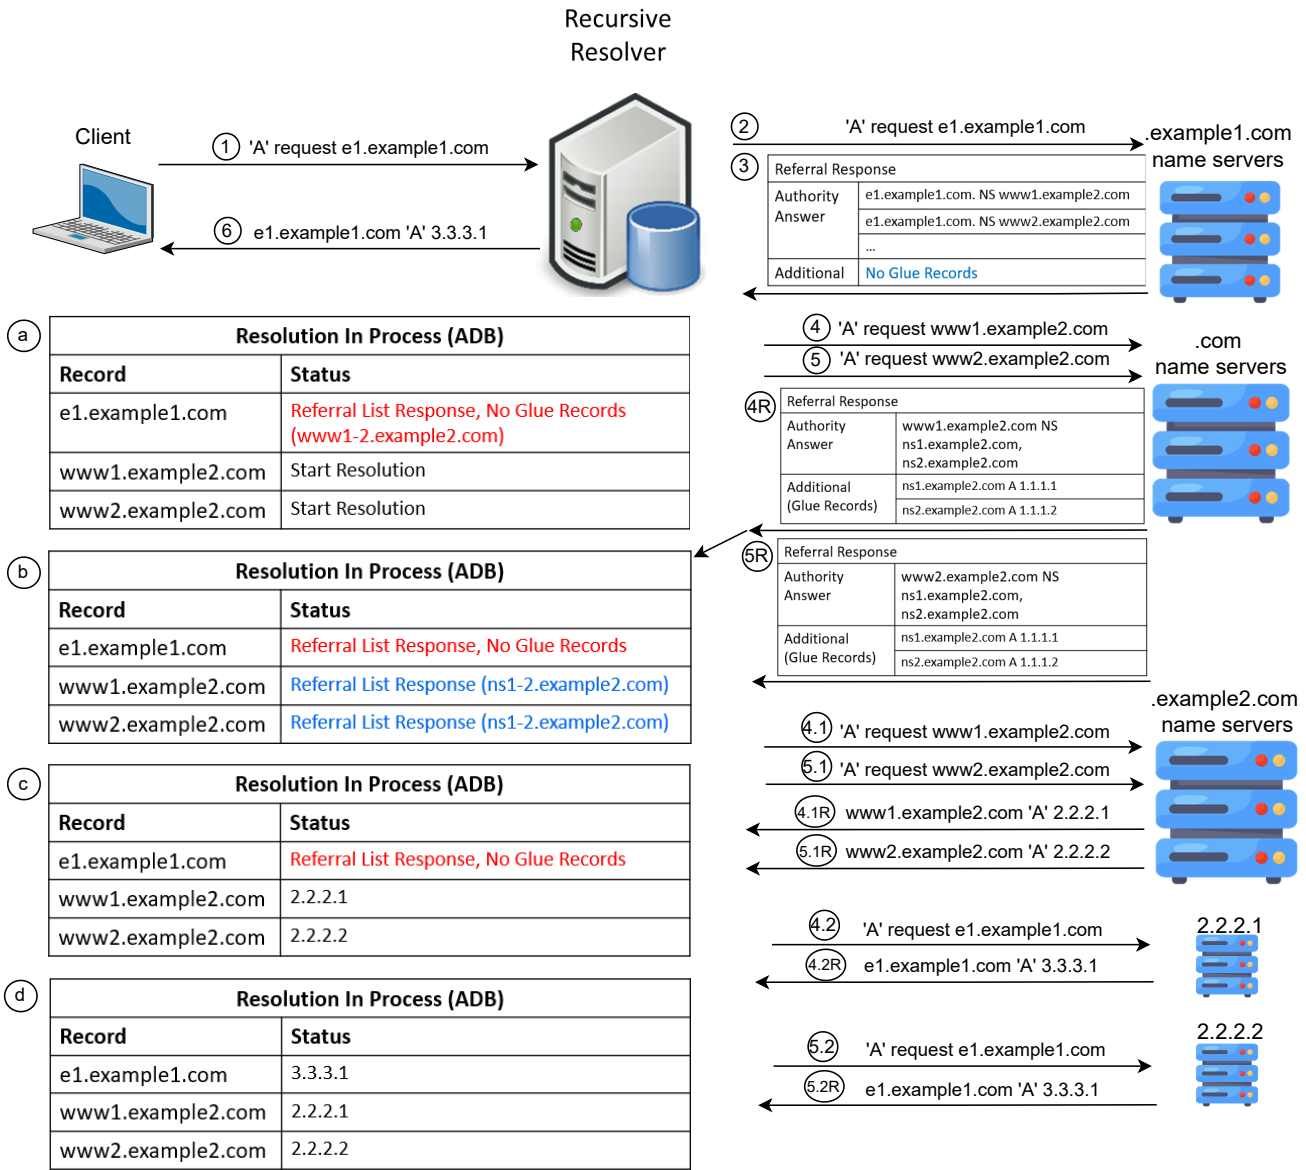 Recursive
Resolver
Client
1 'A' request e1.example1.com
6 e1.example1.com 'A' 3.3.3.1
2 'A' request e1.example1.com
.example1.com
name servers
3
Referral Response
Authority
Answer
e1.example1.com. NS www1.example2.com
e1.example1.com. NS www2.example2.com
...
Additional
No Glue Records
4 'A' request www1.example2.com
5 'A' request www2.example2.com
.com
name servers
4R
Referral Response
Authority
Answer
www1.example2.com NS
ns1.example2.com,
ns2.example2.com
Additional
(Glue Records)
ns1.example2.com A 1.1.1.1
ns2.example2.com A 1.1.1.2
5R
Referral Response
Authority
Answer
www2.example2.com NS
ns1.example2.com,
ns2.example2.com
Additional
(Glue Records)
ns1.example2.com A 1.1.1.1
ns2.example2.com A 1.1.1.2
.example2.com
name servers
4.1 'A' request www1.example2.com
5.1 'A' request www2.example2.com
4.1R www1.example2.com 'A' 2.2.2.1
5.1R www2.example2.com 'A' 2.2.2.2
4.2 'A' request e1.example1.com
2.2.2.1
4.2R e1.example1.com 'A' 3.3.3.1
5.2 'A' request e1.example1.com
2.2.2.2
5.2R e1.example1.com 'A' 3.3.3.1
a
Resolution In Process (ADB)
Record Status
e1.example1.com Referral List Response, No Glue Records
(www1-2.example2.com)
www1.example2.com Start Resolution
www2.example2.com Start Resolution
b
Resolution In Process (ADB)
Record Status
e1.example1.com Referral List Response, No Glue Records
www1.example2.com Referral List Response (ns1-2.example2.com)
www2.example2.com Referral List Response (ns1-2.example2.com)
c
Resolution In Process (ADB)
Record Status
e1.example1.com Referral List Response, No Glue Records
www1.example2.com 2.2.2.1
www2.example2.com 2.2.2.2
d
Resolution In Process (ADB)
Record Status
e1.example1.com 3.3.3.1
www1.example2.com 2.2.2.1
www2.example2.com 2.2.2.2